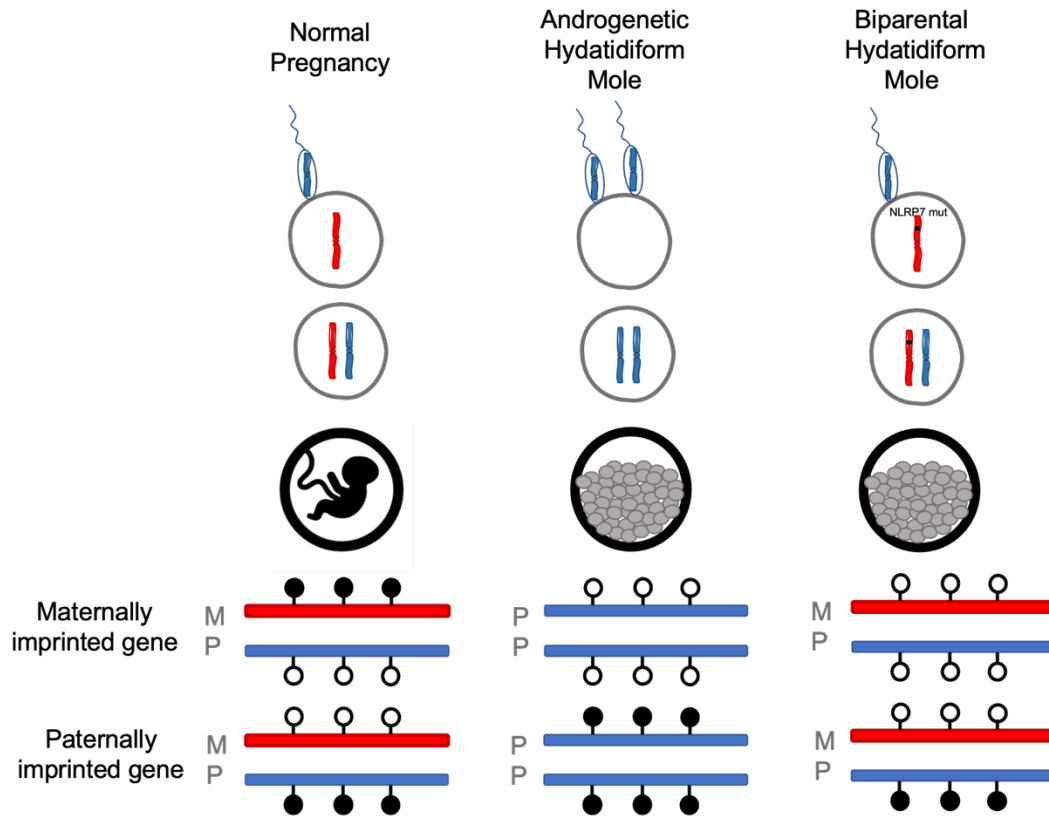 Normal
Pregnancy
Androgenetic
Hydatidiform
Mole
Biparental
Hydatidiform
Mole
NLRP7 mut
Maternally
imprinted gene
M
P
P
P
M
P
Paternally
imprinted gene
M
P
P
P
M
P